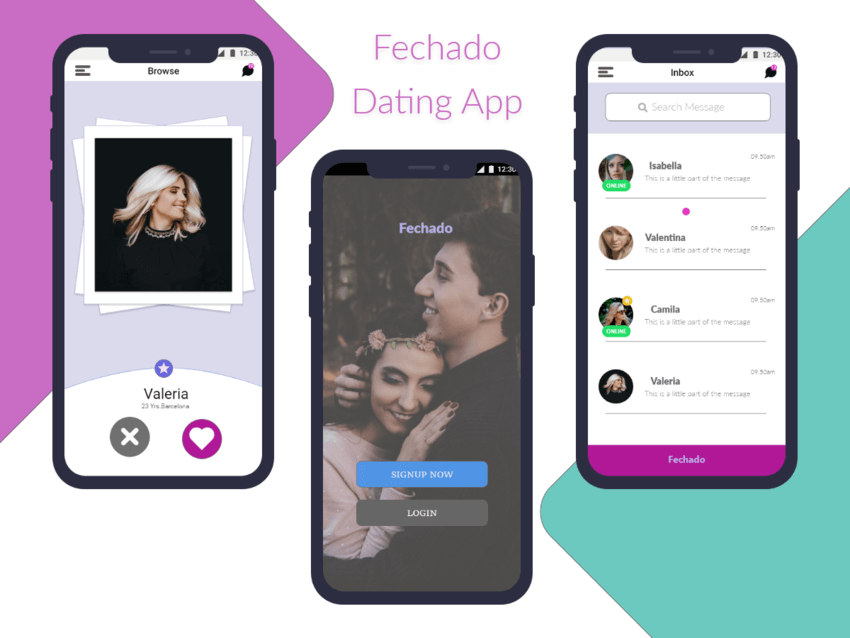 Fechado
Dating App
12:30
Browse
Valeria
23 Yrs.Barcelona
12:30
Fechado
SIGNUP NOW
LOGIN
12:30
Inbox
Search Message
09.30am
Isabella
This is a little part of the message
ONLINE
09.50am
Valentina
This is a little part of the message
09.50am
Camila
This is a little part of the message
ONLINE
09.50am
Valeria
This is a little part of the message
Fechado